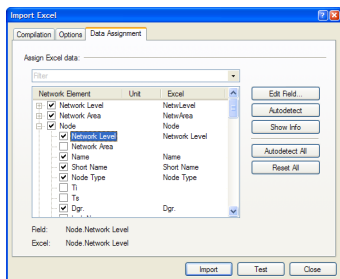 Import Excel
Compilation Options Data Assignment
Assign Excel data:
Filter
Network Element Unit Excel
Network Level NetwLevel
Network Area NetwArea
Node Node
Network Level Network Level
Network Area
Name Name
Short Name Short Name
Node Type Node Type
Ti
Ts
Dgr. Dgr.
Edit Field...
Autodetect
Show Info
Autodetect All
Reset All
Field: Node.Network Level
Excel: Node.Network Level
Import Test Close